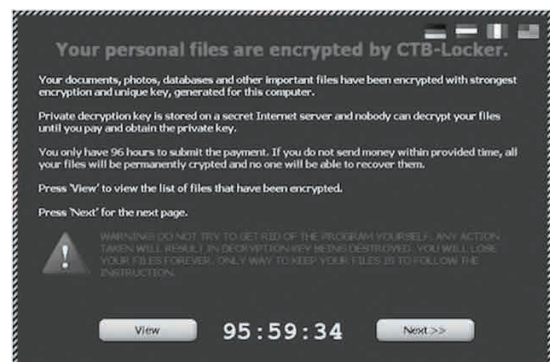 Your personal files are encrypted by CTB-Locker.
Your documents, photos, databases and other important files have been encrypted with strongest
encryption and unique key, generated for this computer.
Private decryption key is stored on a secret Internet server and nobody can decrypt your files
until you pay and obtain the private key.
You only have 96 hours to submit the payment. If you do not send money within provided time, all
your files will be permanently crypted and no one will be able to recover them.
Press 'View' to view the list of files that have been encrypted.
Press 'Next' for the next page.
WARNING! DO NOT TRY TO GET RID OF THE PROGRAM YOURSELF. ANY ACTION
TAKEN WILL RESULT IN DECRYPTION KEY BEING DESTROYED. YOU WILL LOSE
YOUR FILES FOREVER. ONLY WAY TO KEEP YOUR FILES IS TO FOLLOW THE
INSTRUCTION.
View
95:59:34
Next >>